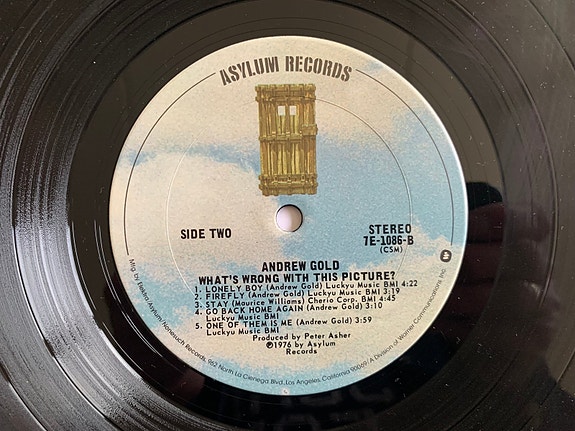 ASYLUM RECORDS
SIDE TWO
STEREO
7E-1086-B
(CSM)
ANDREW GOLD
WHAT'S WRONG WITH THIS PICTURE?
1. LONELY BOY (Andrew Gold) Luckyu Music BMI 4:22
2. FIREFLY (Andrew Gold) Luckyu Music BMI 3:19
3. STAY (Maurice Williams) Cherio Corp. BMI 4:45
4. GO BACK HOME AGAIN (Andrew Gold) 3:10
Luckyu Music BMI
5. ONE OF THEM IS ME (Andrew Gold) 3:59
Luckyu Music BMI
Produced by Peter Asher
℗1976 by Asylum
Records
Mfg. by Elektra/Asylum/Nonesuch Records, 962 North La Cienega Blvd., Los Angeles, California 90069 / A Division of Warner Communications Inc.